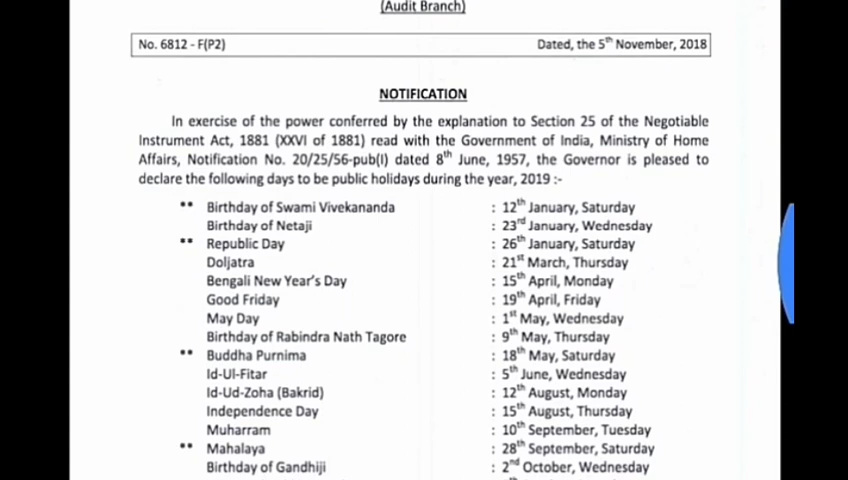 (Audit Branch)
No. 6812 - F(P2) Dated, the 5th November, 2018
NOTIFICATION
In exercise of the power conferred by the explanation to Section 25 of the Negotiable
Instrument Act, 1881 (XXVI of 1881) read with the Government of India, Ministry of Home
Affairs, Notification No. 20/25/56-pub(I) dated 8th June, 1957, the Governor is pleased to
declare the following days to be public holidays during the year, 2019 :-
** Birthday of Swami Vivekananda : 12th January, Saturday
Birthday of Netaji : 23rd January, Wednesday
** Republic Day : 26th January, Saturday
Doljatra : 21st March, Thursday
Bengali New Year's Day : 15th April, Monday
Good Friday : 19th April, Friday
May Day : 1st May, Wednesday
Birthday of Rabindra Nath Tagore : 9th May, Thursday
** Buddha Purnima : 18th May, Saturday
Id-Ul-Fitar : 5th June, Wednesday
Id-Ud-Zoha (Bakrid) : 12th August, Monday
Independence Day : 15th August, Thursday
Muharram : 10th September, Tuesday
** Mahalaya : 28th September, Saturday
Birthday of Gandhiji : 2nd October, Wednesday